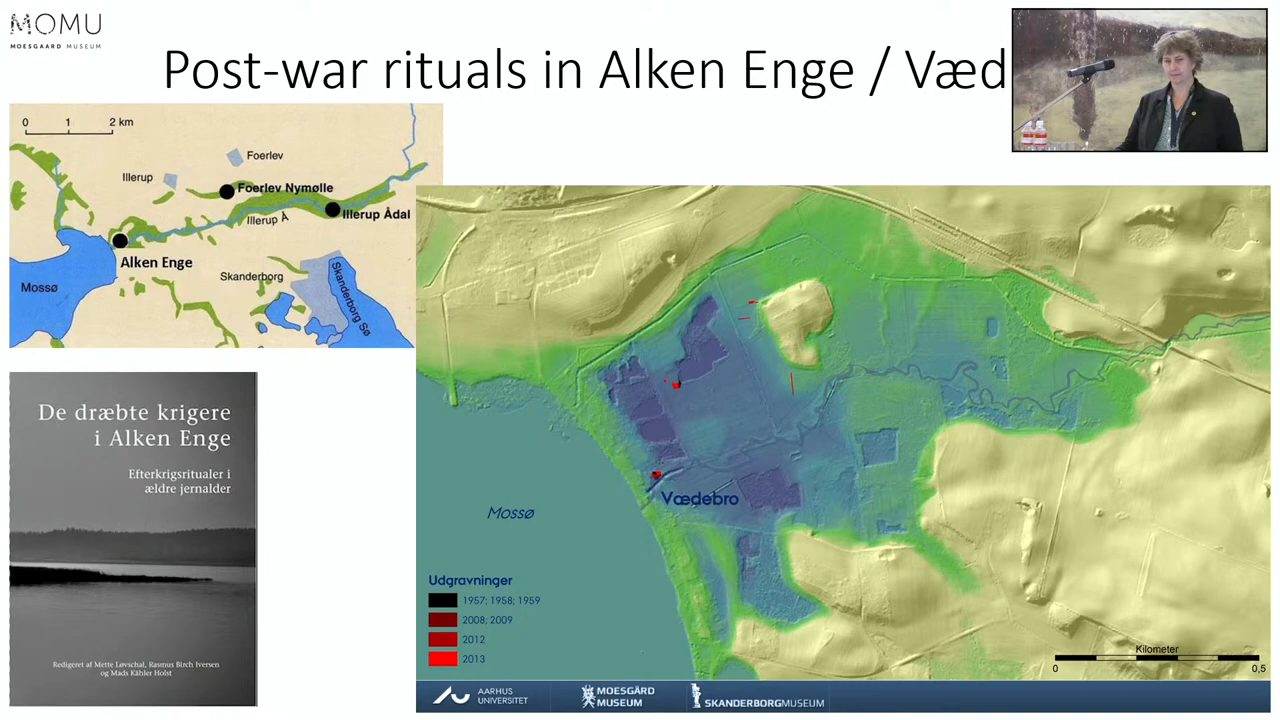 MOMU
MOESGAARD MUSEUM
Post-war rituals in Alken Enge / Væd
0 1 2 km
Foerlev
Illerup
Foerlev Nymølle
Illerup Å
Illerup Ådal
Alken Enge
Skanderborg
Mossø
Skanderborg Sø
De dræbte krigere
i Alken Enge
Efterkrigsritualer i
ældre jernalder
Redigeret af Mette Løvschal, Rasmus Birch Iversen
og Mads Kähler Holst
Vædebro
Mossø
Udgravninger
1957; 1958; 1959
2008; 2009
2012
2013
Kilometer
0 0,5
AARHUS
UNIVERSITET
MOESGÅRD
MUSEUM
SKANDERBORGMUSEUM